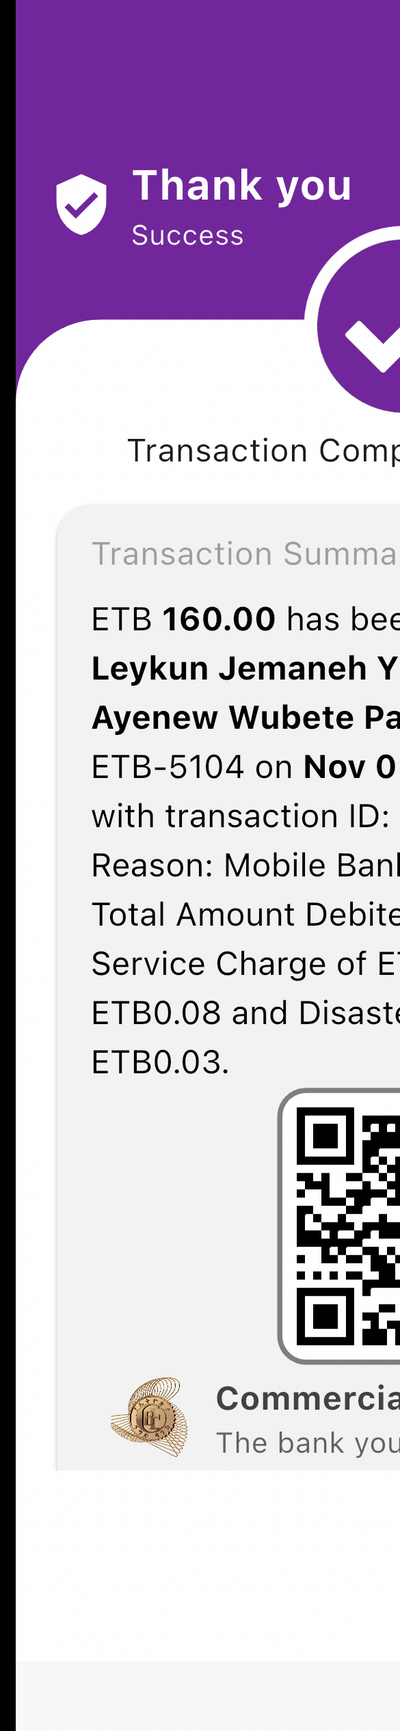 Thank you
Success
Transaction Comp
Transaction Summa
ETB 160.00 has bee
Leykun Jemaneh Y
Ayenew Wubete Pa
ETB-5104 on Nov 0
with transaction ID:
Reason: Mobile Ban
Total Amount Debite
Service Charge of E
ETB0.08 and Disast
ETB0.03.
Commercia
The bank you